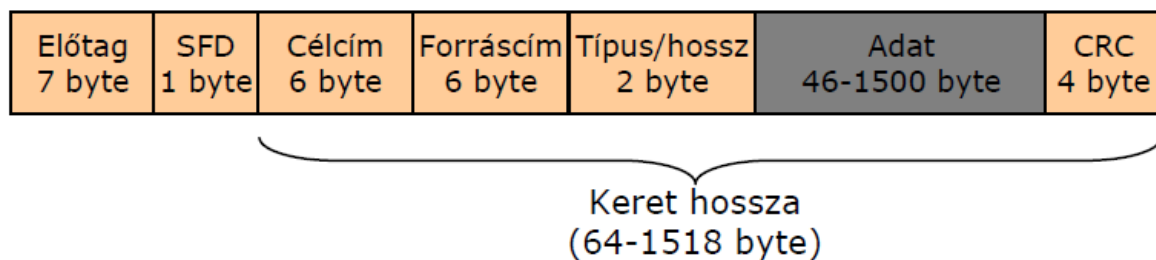 Előtag SFD Célcím Forráscím Típus/hossz Adat CRC
7 byte 1 byte 6 byte 6 byte 2 byte 46-1500 byte 4 byte
Keret hossza
(64-1518 byte)